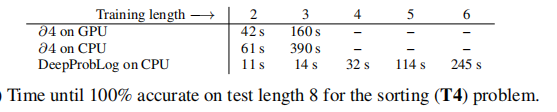 Training length ⟶ 2 3 4 5 6
∂4 on GPU 42 s 160 s – – –
∂4 on CPU 61 s 390 s – – –
DeepProbLog on CPU 11 s 14 s 32 s 114 s 245 s
) Time until 100% accurate on test length 8 for the sorting (T4) problem.